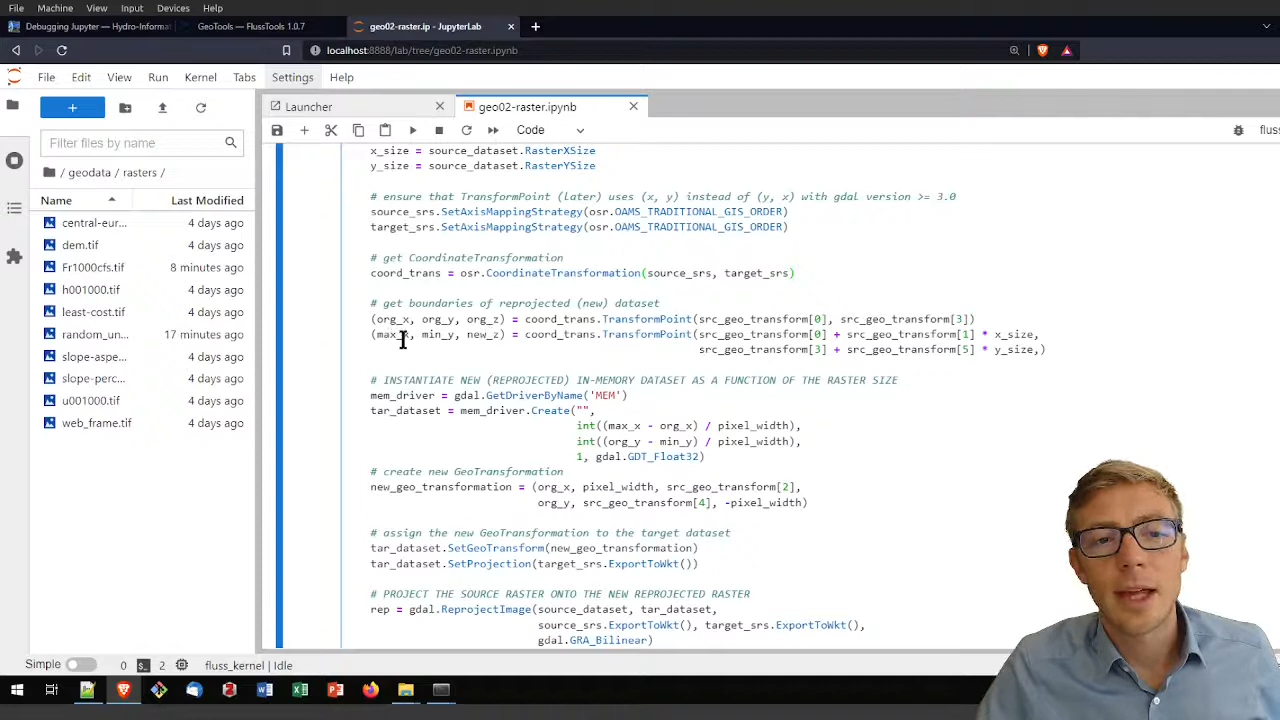 File Machine View Input Devices Help
Debugging Jupyter — Hydro-Informat
GeoTools — FlussTools 1.0.7
geo02-raster.ip - JupyterLab
localhost:8888/lab/tree/geo02-raster.ipynb
File Edit View Run Kernel Tabs Settings Help
Launcher
geo02-raster.ipynb
Code
flus
Filter files by name
/ geodata / rasters /
Name Last Modified
central-eur... 4 days ago
dem.tif 4 days ago
Fr1000cfs.tif 8 minutes ago
h001000.tif 4 days ago
least-cost.tif 4 days ago
random_un... 17 minutes ago
slope-aspe... 4 days ago
slope-perc... 4 days ago
u001000.tif 4 days ago
web_frame.tif 4 days ago
x_size = source_dataset.RasterXSize
y_size = source_dataset.RasterYSize
# ensure that TransformPoint (later) uses (x, y) instead of (y, x) with gdal version >= 3.0
source_srs.SetAxisMappingStrategy(osr.OAMS_TRADITIONAL_GIS_ORDER)
target_srs.SetAxisMappingStrategy(osr.OAMS_TRADITIONAL_GIS_ORDER)
# get CoordinateTransformation
coord_trans = osr.CoordinateTransformation(source_srs, target_srs)
# get boundaries of reprojected (new) dataset
(org_x, org_y, org_z) = coord_trans.TransformPoint(src_geo_transform[0], src_geo_transform[3])
(max_x, min_y, new_z) = coord_trans.TransformPoint(src_geo_transform[0] + src_geo_transform[1] * x_size,
src_geo_transform[3] + src_geo_transform[5] * y_size,)
# INSTANTIATE NEW (REPROJECTED) IN-MEMORY DATASET AS A FUNCTION OF THE RASTER SIZE
mem_driver = gdal.GetDriverByName('MEM')
tar_dataset = mem_driver.Create("",
int((max_x - org_x) / pixel_width),
int((org_y - min_y) / pixel_width),
1, gdal.GDT_Float32)
# create new GeoTransformation
new_geo_transformation = (org_x, pixel_width, src_geo_transform[2],
org_y, src_geo_transform[4], -pixel_width)
# assign the new GeoTransformation to the target dataset
tar_dataset.SetGeoTransform(new_geo_transformation)
tar_dataset.SetProjection(target_srs.ExportToWkt())
# PROJECT THE SOURCE RASTER ONTO THE NEW REPROJECTED RASTER
rep = gdal.ReprojectImage(source_dataset, tar_dataset,
source_srs.ExportToWkt(), target_srs.ExportToWkt(),
gdal.GRA_Bilinear)
Simple 0 2 fluss_kernel | Idle